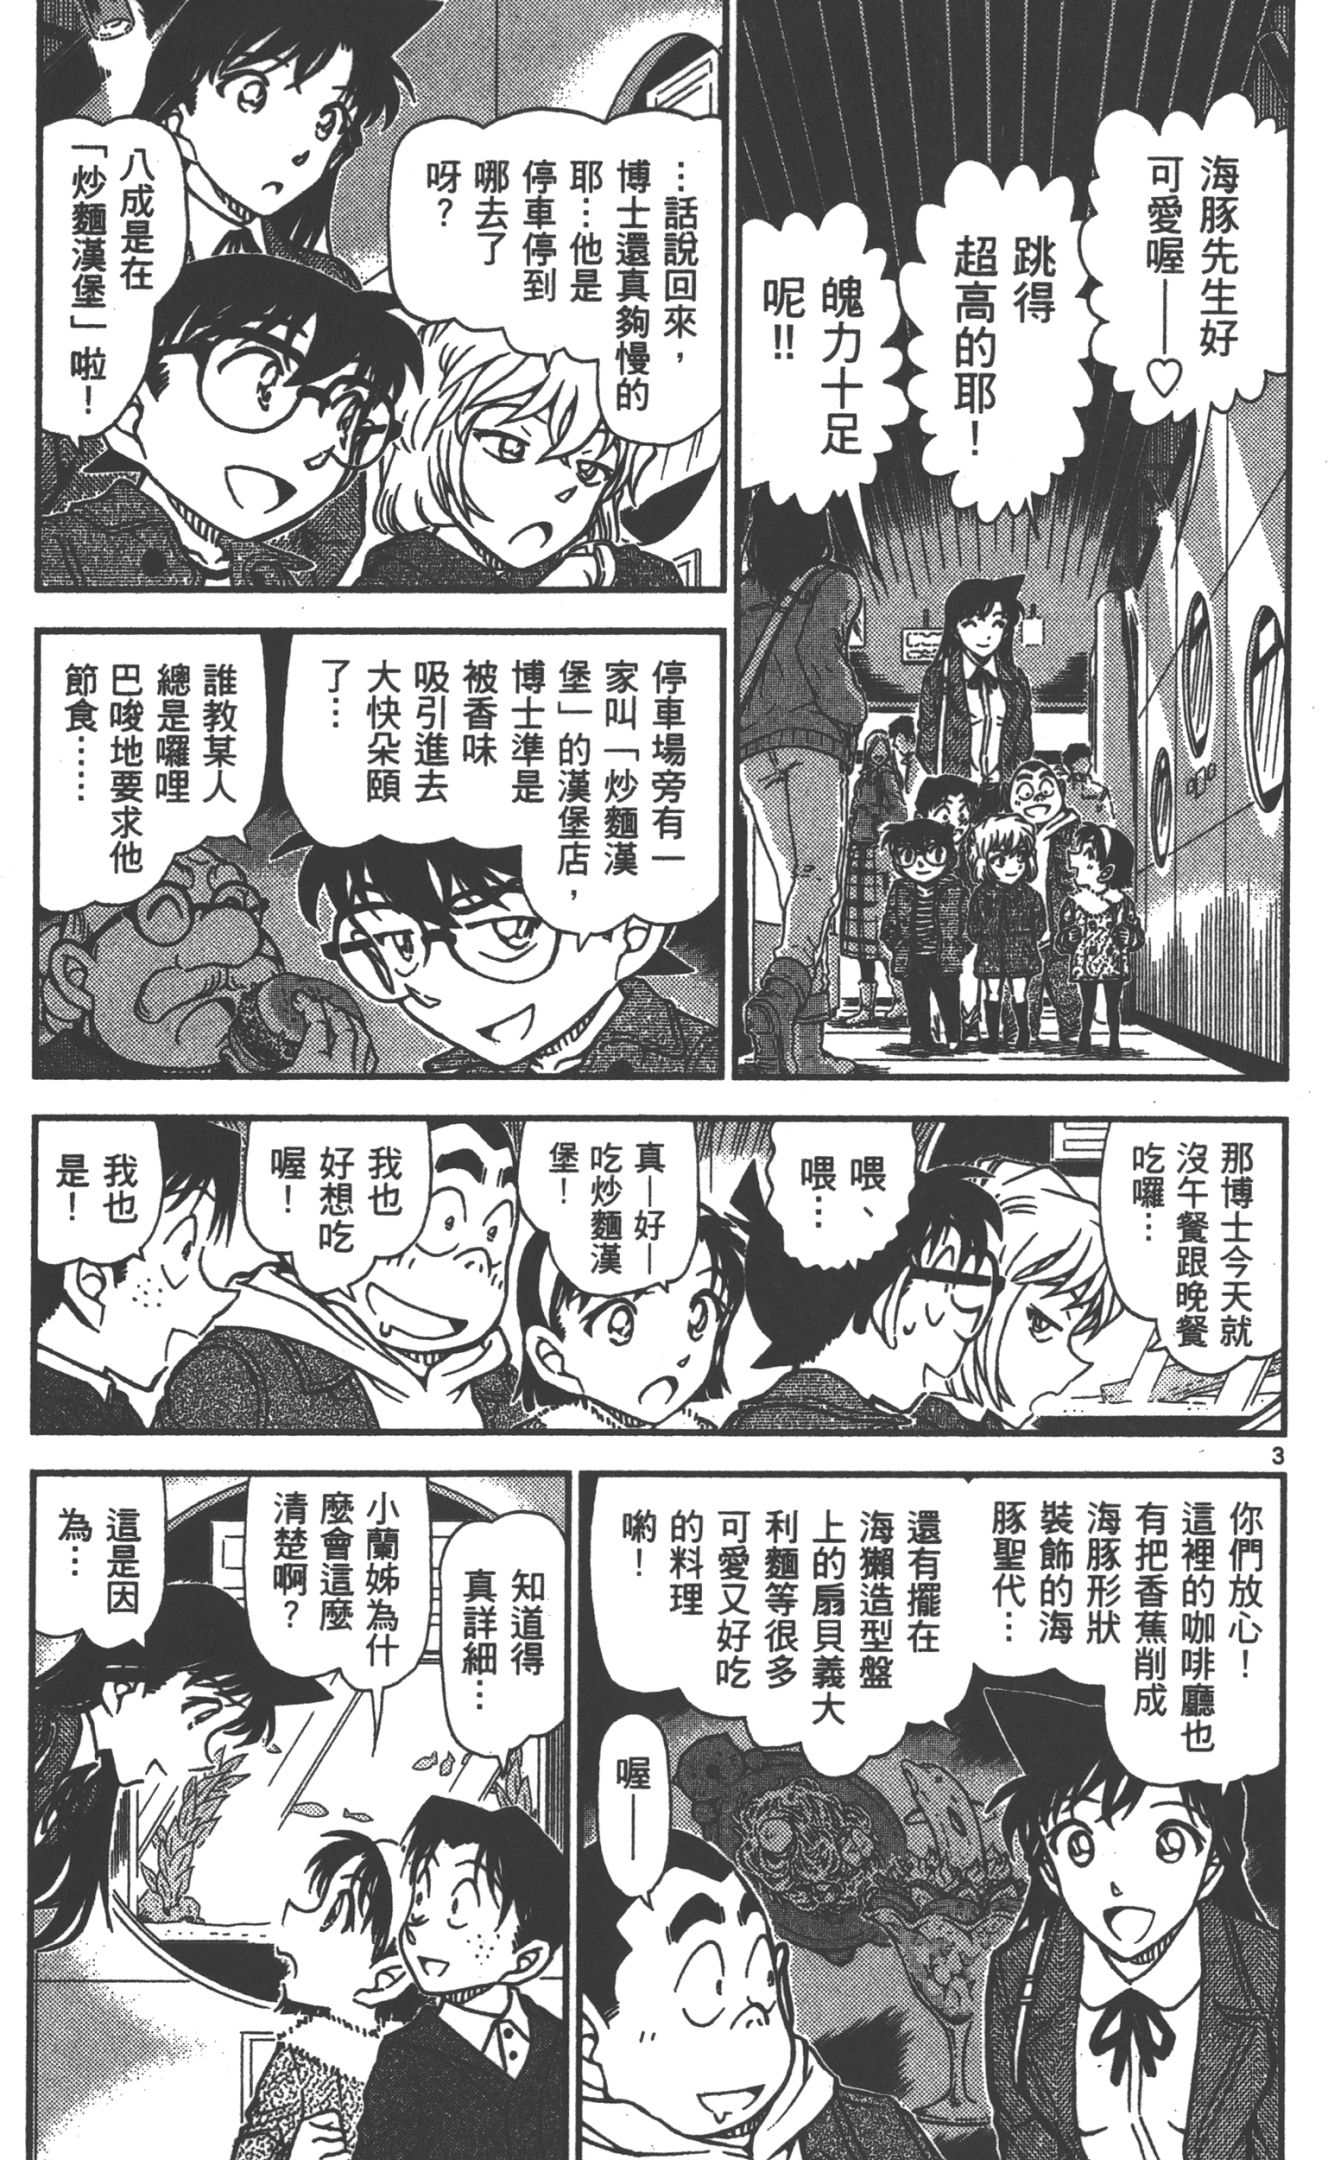 海豚先生好
可愛喔——♡
跳得
超高的耶！
魄力十足
呢!!
…話說回來，
博士還真夠慢的
耶…他是
停車停到
哪去了
呀？
八成是在
「炒麵漢堡」啦！
停車場旁有一
家叫「炒麵漢
堡」的漢堡店，
博士準是
被香味
吸引進去
大快朵頤
了…
誰教某人
總是囉哩
巴唆地要求他
節食……
那博士今天就
沒午餐跟晚餐
吃囉…
喂、
喂…
真—好—
吃炒麵漢
堡！
我也
好想吃
喔！
我也
是！
3
你們放心！
這裡的咖啡廳也
有把香蕉削成
海豚形狀
裝飾的海
豚聖代…
還有擺在
海獺造型盤
上的扇貝義大
利麵等很多
可愛又好吃
的料理
喲！
喔——
知道得
真詳細…
小蘭姊為什
麼會這麼
清楚啊？
這是因
為…